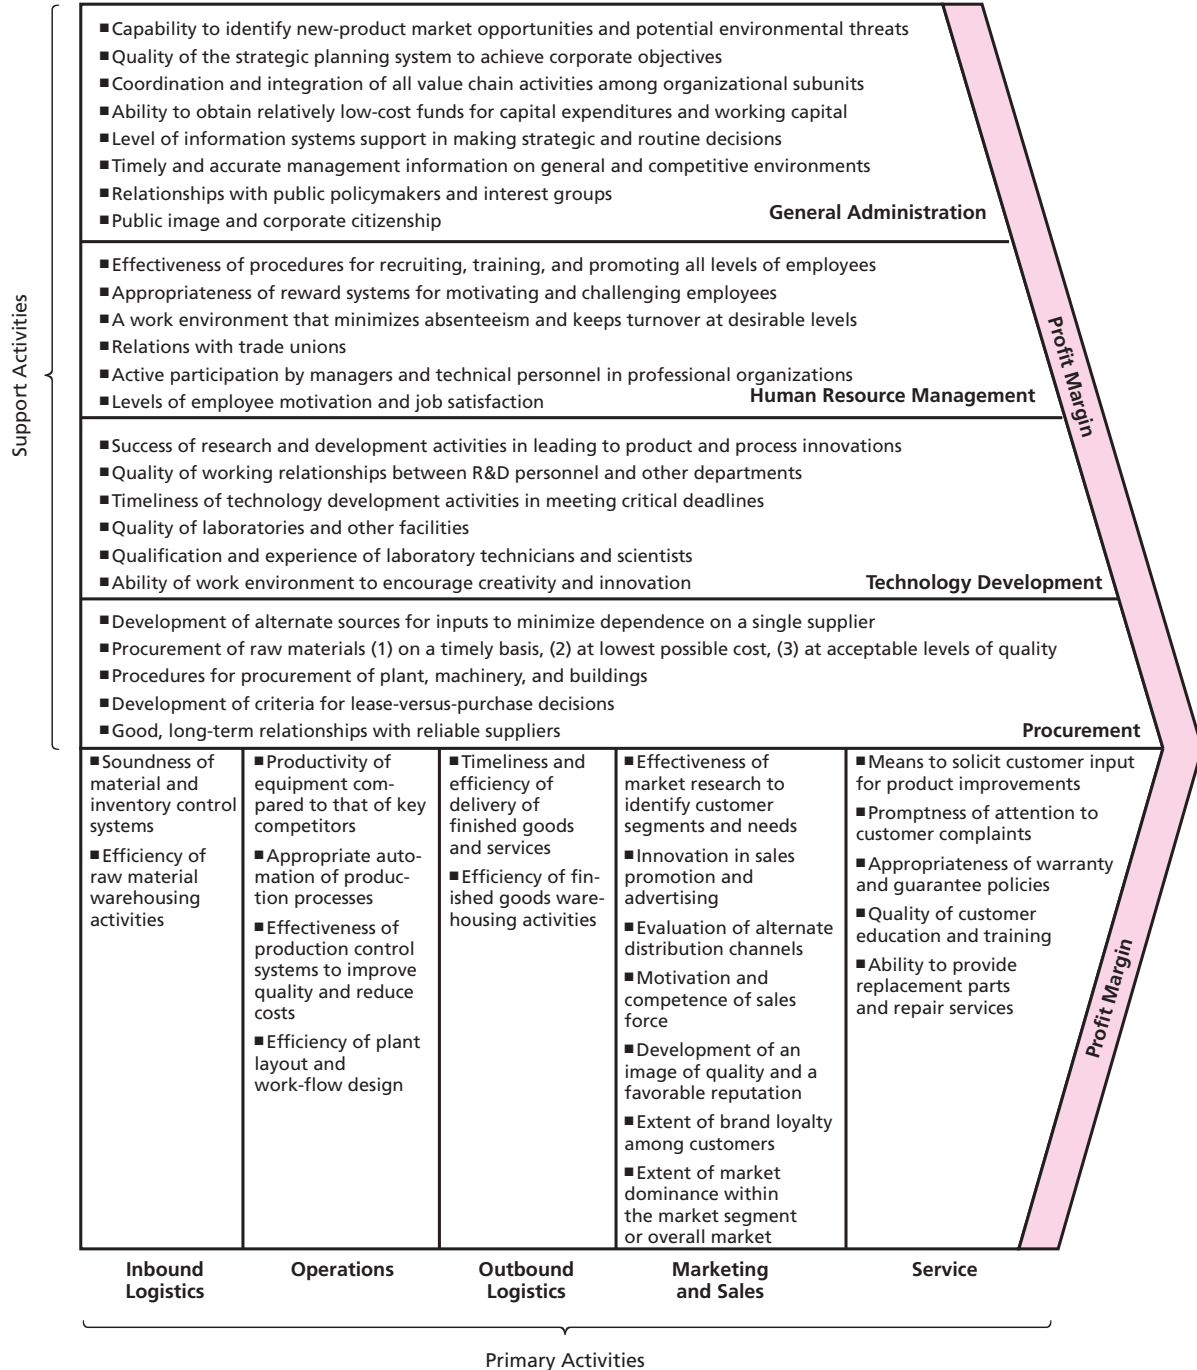 ■ Capability to identify new-product market opportunities and potential environmental threats
■ Quality of the strategic planning system to achieve corporate objectives
■ Coordination and integration of all value chain activities among organizational subunits
■ Ability to obtain relatively low-cost funds for capital expenditures and working capital
■ Level of information systems support in making strategic and routine decisions
■ Timely and accurate management information on general and competitive environments
■ Relationships with public policymakers and interest groups
■ Public image and corporate citizenship
General Administration
■ Effectiveness of procedures for recruiting, training, and promoting all levels of employees
■ Appropriateness of reward systems for motivating and challenging employees
■ A work environment that minimizes absenteeism and keeps turnover at desirable levels
■ Relations with trade unions
■ Active participation by managers and technical personnel in professional organizations
■ Levels of employee motivation and job satisfaction
Human Resource Management
■ Success of research and development activities in leading to product and process innovations
■ Quality of working relationships between R&D personnel and other departments
■ Timeliness of technology development activities in meeting critical deadlines
■ Quality of laboratories and other facilities
■ Qualification and experience of laboratory technicians and scientists
■ Ability of work environment to encourage creativity and innovation
Technology Development
■ Development of alternate sources for inputs to minimize dependence on a single supplier
■ Procurement of raw materials (1) on a timely basis, (2) at lowest possible cost, (3) at acceptable levels of quality
■ Procedures for procurement of plant, machinery, and buildings
■ Development of criteria for lease-versus-purchase decisions
■ Good, long-term relationships with reliable suppliers
Procurement
Support Activities
Profit Margin
■ Soundness of
material and
inventory control
systems
■ Efficiency of
raw material
warehousing
activities
Inbound
Logistics
■ Productivity of
equipment com-
pared to that of key
competitors
■ Appropriate auto-
mation of produc-
tion processes
■ Effectiveness of
production control
systems to improve
quality and reduce
costs
■ Efficiency of plant
layout and
work-flow design
Operations
■ Timeliness and
efficiency of
delivery of
finished goods
and services
■ Efficiency of fin-
ished goods ware-
housing activities
Outbound
Logistics
■ Effectiveness of
market research to
identify customer
segments and needs
■ Innovation in sales
promotion and
advertising
■ Evaluation of alternate
distribution channels
■ Motivation and
competence of sales
force
■ Development of an
image of quality and a
favorable reputation
■ Extent of brand loyalty
among customers
■ Extent of market
dominance within
the market segment
or overall market
Marketing
and Sales
■ Means to solicit customer input
for product improvements
■ Promptness of attention to
customer complaints
■ Appropriateness of warranty
and guarantee policies
■ Quality of customer
education and training
■ Ability to provide
replacement parts
and repair services
Service
Profit Margin
Primary Activities